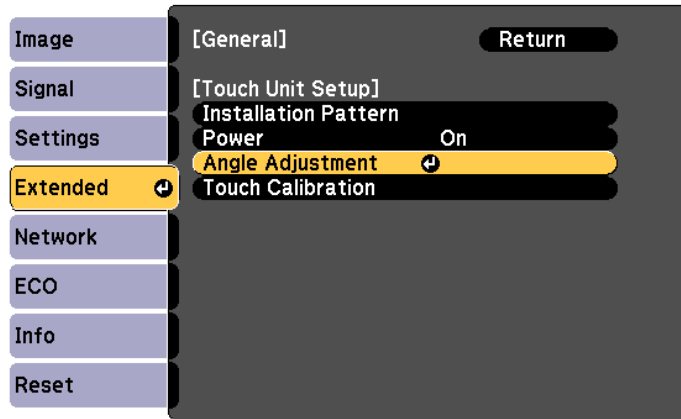 Image
Signal
Settings
Extended
Network
ECO
Info
Reset
[General] Return
[Touch Unit Setup]
Installation Pattern
Power On
Angle Adjustment
Touch Calibration